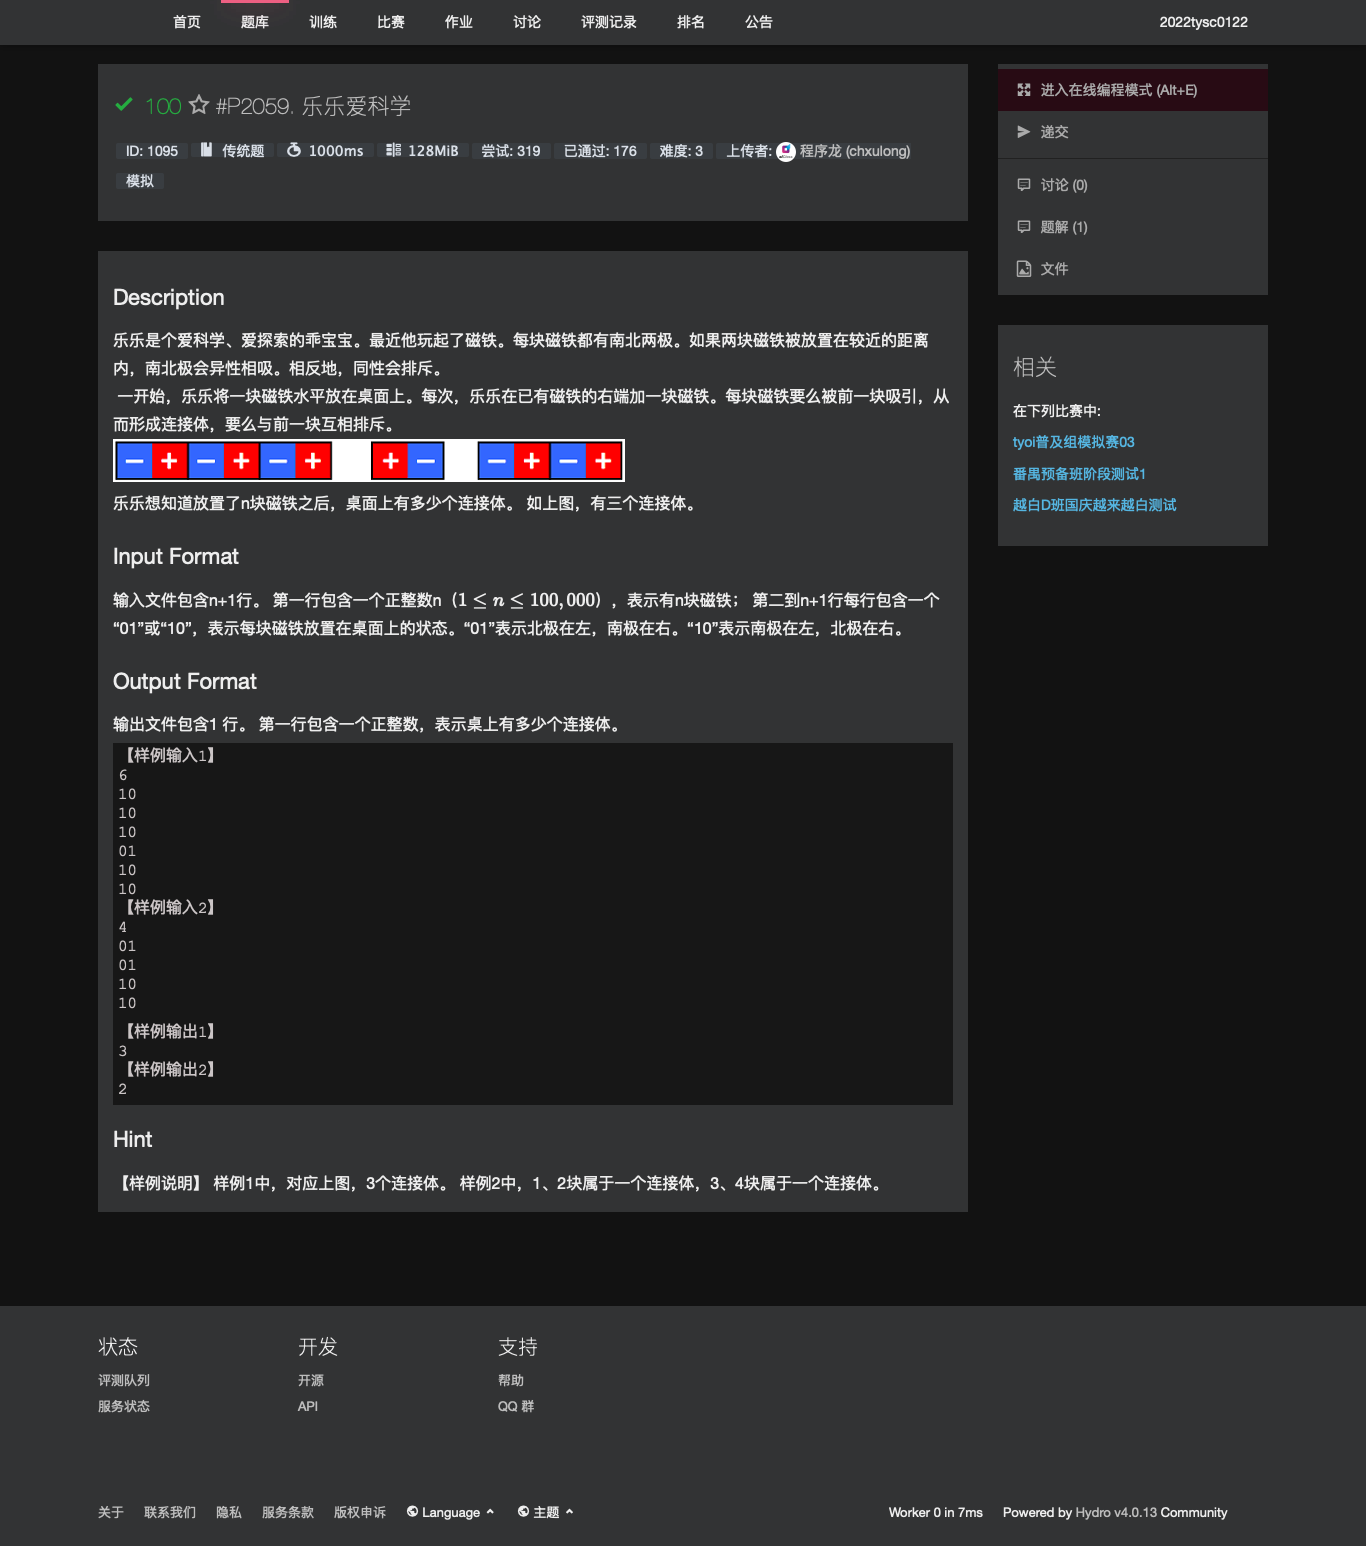 首页 题库 训练 比赛 作业 讨论 评测记录 排名 公告 2022tysc0122
100 #P2059. 乐乐爱科学
ID: 1095 传统题 1000ms 128MiB 尝试: 319 已通过: 176 难度: 3 上传者: 程序龙 (chxulong)
模拟
进入在线编程模式 (Alt+E)
递交
讨论 (0)
题解 (1)
文件
相关
在下列比赛中:
tyoi普及组模拟赛03
番禺预备班阶段测试1
越白D班国庆越来越白测试
Description
乐乐是个爱科学、爱探索的乖宝宝。最近他玩起了磁铁。每块磁铁都有南北两极。如果两块磁铁被放置在较近的距离
内，南北极会异性相吸。相反地，同性会排斥。
一开始，乐乐将一块磁铁水平放在桌面上。每次，乐乐在已有磁铁的右端加一块磁铁。每块磁铁要么被前一块吸引，从
而形成连接体，要么与前一块互相排斥。
− + − + − + + − − + − +
乐乐想知道放置了n块磁铁之后，桌面上有多少个连接体。 如上图，有三个连接体。
Input Format
输入文件包含n+1行。 第一行包含一个正整数n（1 ≤ n ≤ 100,000），表示有n块磁铁； 第二到n+1行每行包含一个
“01”或“10”，表示每块磁铁放置在桌面上的状态。“01”表示北极在左，南极在右。“10”表示南极在左，北极在右。
Output Format
输出文件包含1 行。 第一行包含一个正整数，表示桌上有多少个连接体。
【样例输入1】
6
10
10
10
01
10
10
【样例输入2】
4
01
01
10
10
【样例输出1】
3
【样例输出2】
2
Hint
【样例说明】 样例1中，对应上图，3个连接体。 样例2中，1、2块属于一个连接体，3、4块属于一个连接体。
状态 开发 支持
评测队列 开源 帮助
服务状态 API QQ 群
关于 联系我们 隐私 服务条款 版权申诉 Language 主题 Worker 0 in 7ms Powered by Hydro v4.0.13 Community